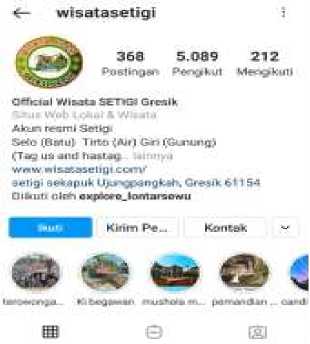 wisatasetigi
368 5.089 212
Postingan Pengikut Mengikuti
Official Wisata SETIGI Gresik
Situs Web Lokal & Wisata
Akun resmi Setigi
Selo (Batu) Tirto (Air) Giri (Gunung)
(Tag us and hastag... lainnya
www.wisatasetigi.com/
setigi sekapuk Ujungpangkah, Gresik 61154
Diikuti oleh explore_lontarsewu
Ikuti Kirim Pe... Kontak
terowonga... Ki begawan mushola m... pemandian ... candi